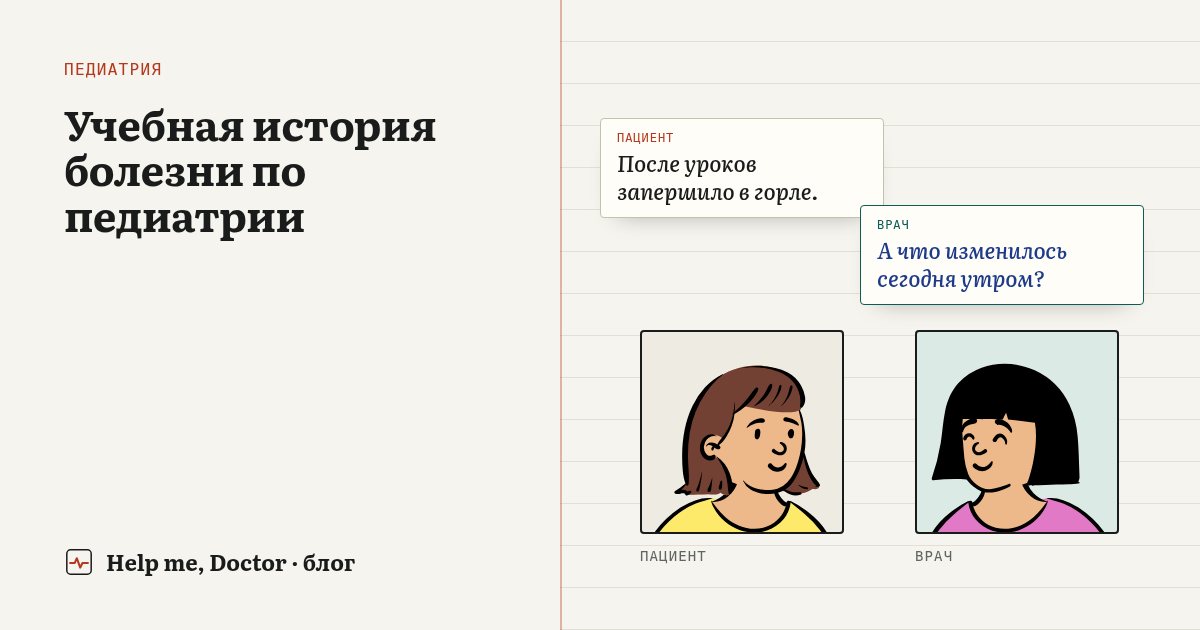 ПЕДИАТРИЯ
Учебная история
болезни по
педиатрии
Help me, Doctor · блог
ПАЦИЕНТ
После уроков
запершило в горле.
ВРАЧ
А что изменилось
сегодня утром?
ПАЦИЕНТ
ВРАЧ